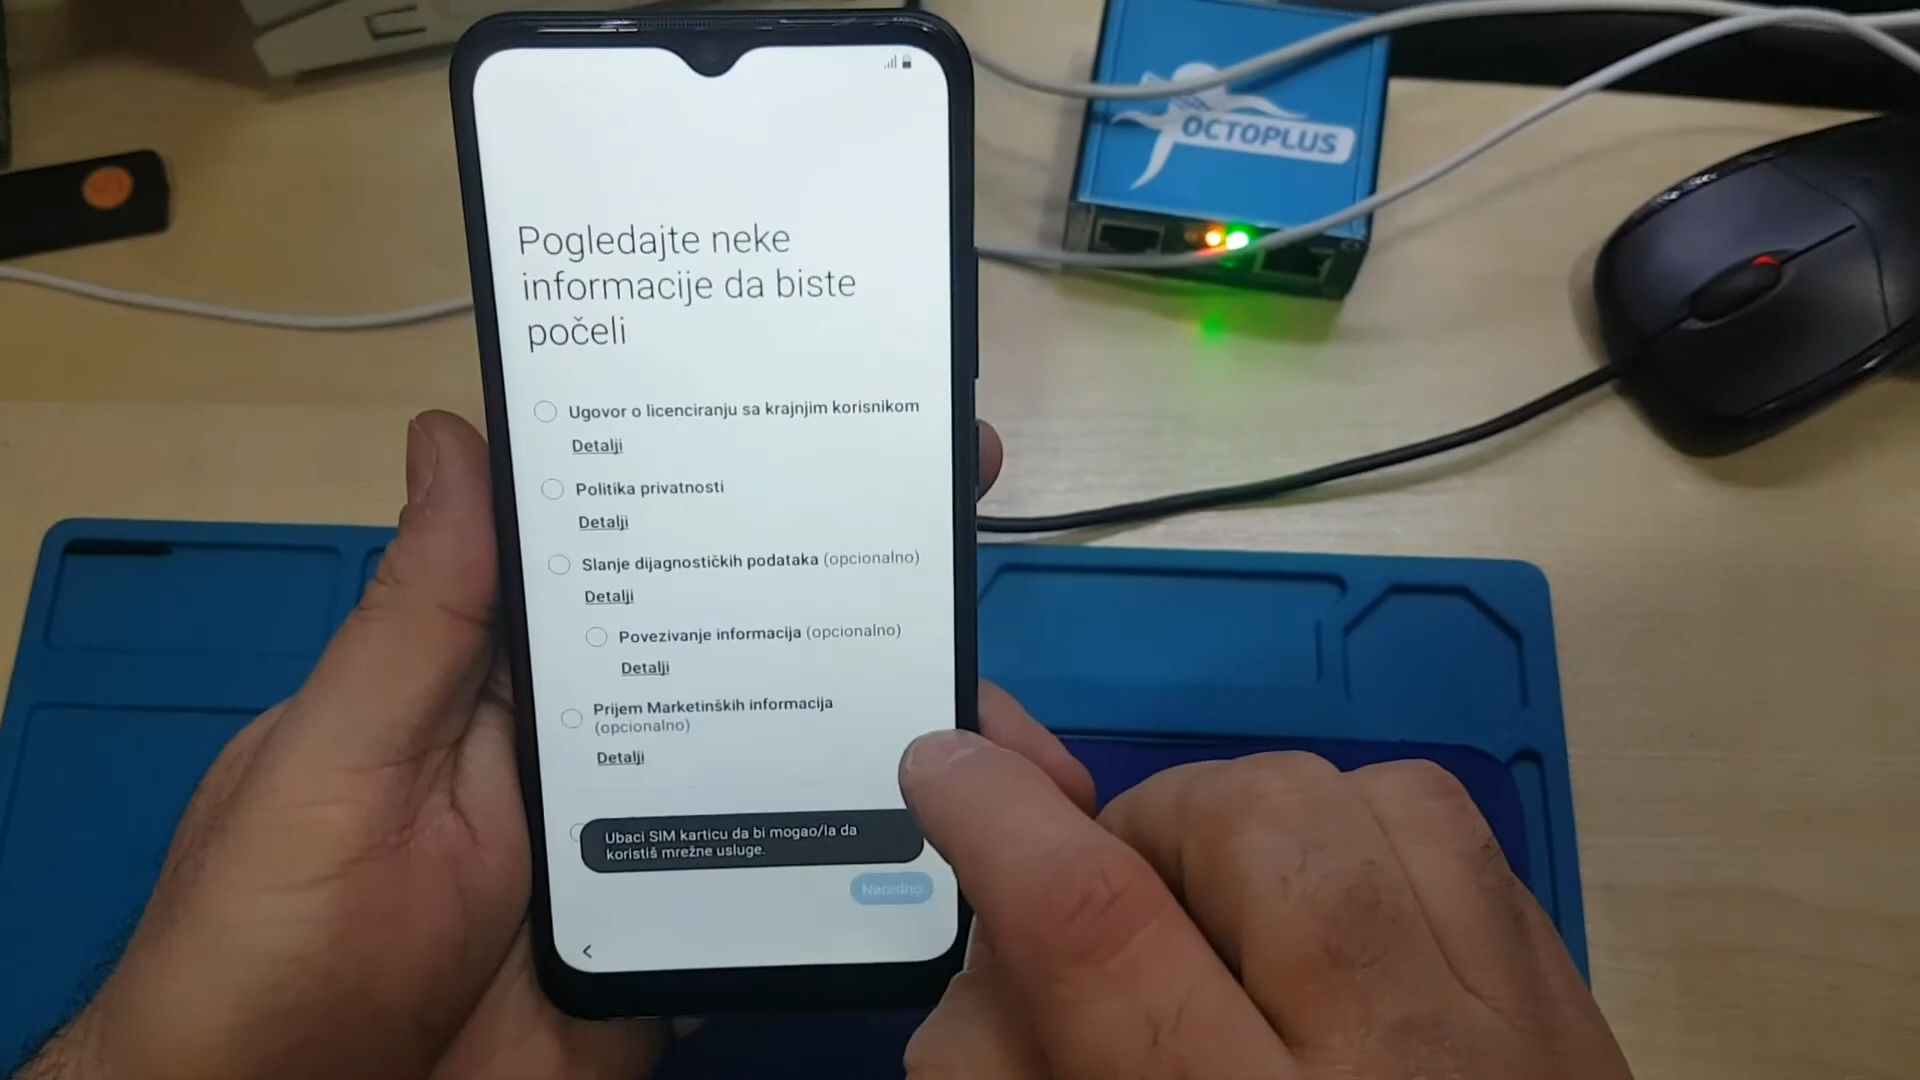 OCTOPLUS
Pogledajte neke
informacije da biste
počeli
Ugovor o licenciranju sa krajnjim korisnikom
Detalji
Politika privatnosti
Detalji
Slanje dijagnostičkih podataka (opcionalno)
Detalji
Povezivanje informacija (opcionalno)
Detalji
Prijem Marketinških informacija
(opcionalno)
Detalji
Ubaci SIM karticu da bi mogao/la da
koristiš mrežne usluge.
Naredno